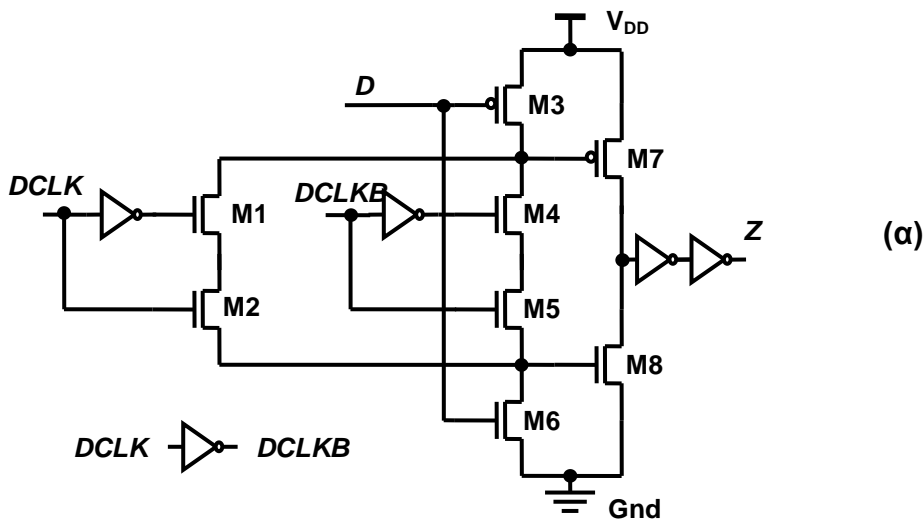 V_DD
D
M3
M7
DCLK
DCLKB
M1
M4
Z
(α)
M2
M5
M8
M6
DCLK DCLKB
Gnd